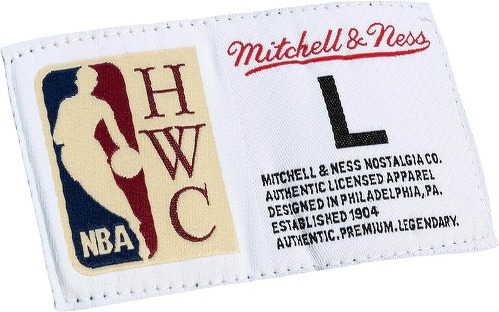 NBA
H
W
C
Mitchell & Ness
L
MITCHELL & NESS NOSTALGIA CO.
AUTHENTIC LICENSED APPAREL
DESIGNED IN PHILADELPHIA, PA.
ESTABLISHED 1904
AUTHENTIC. PREMIUM. LEGENDARY.